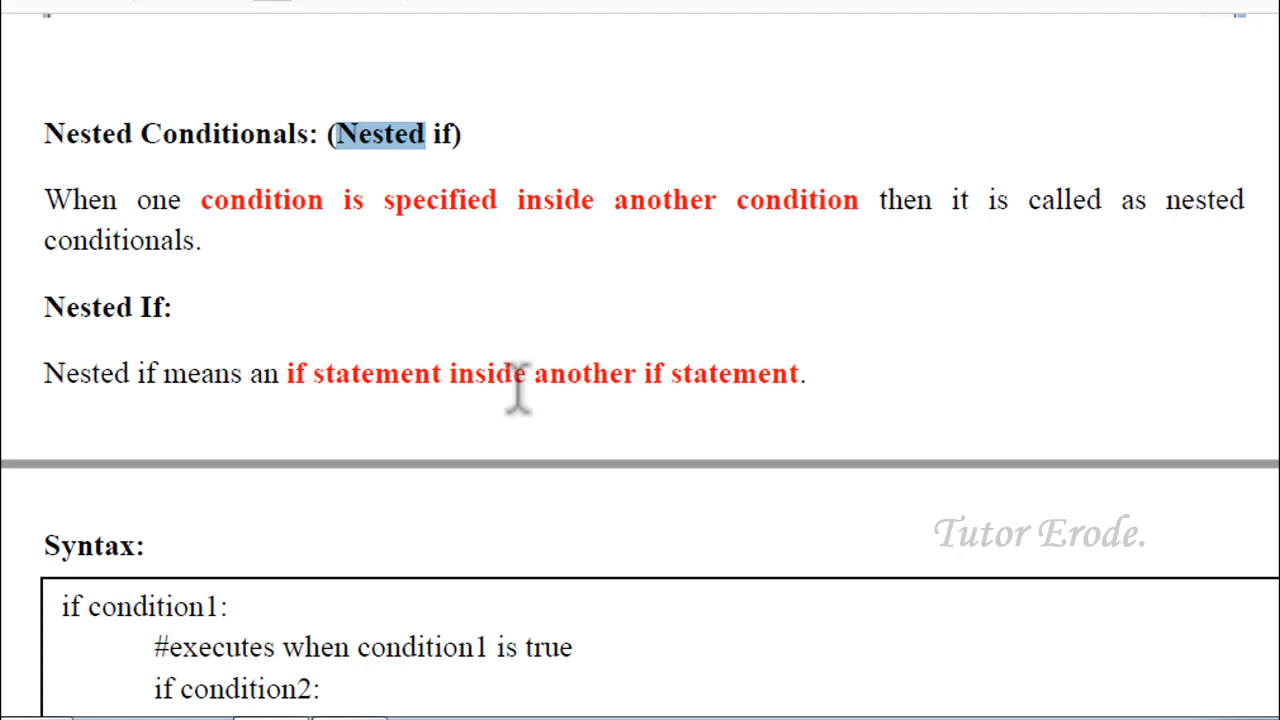 Nested Conditionals: (Nested if)
When one condition is specified inside another condition then it is called as nested
conditionals.
Nested If:
Nested if means an if statement inside another if statement.
Tutor Erode.
Syntax:
if condition1:
#executes when condition1 is true
if condition2: